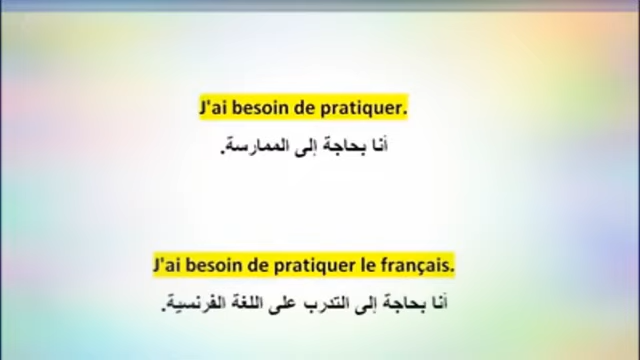 J'ai besoin de pratiquer.
أنا بحاجة إلى الممارسة.
J'ai besoin de pratiquer le français.
أنا بحاجة إلى التدرب على اللغة الفرنسية.